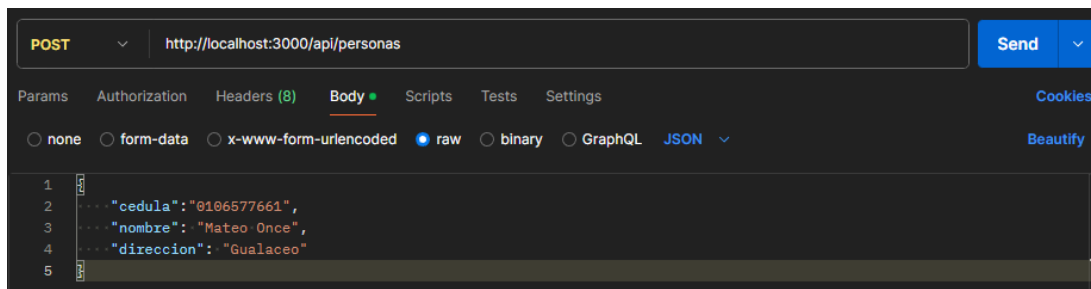 POST http://localhost:3000/api/personas Send
Params Authorization Headers (8) Body Scripts Tests Settings Cookies
none form-data x-www-form-urlencoded raw binary GraphQL JSON Beautify
1 {
2 "cedula":"0106577661",
3 "nombre": "Mateo Once",
4 "direccion": "Gualaceo"
5 }